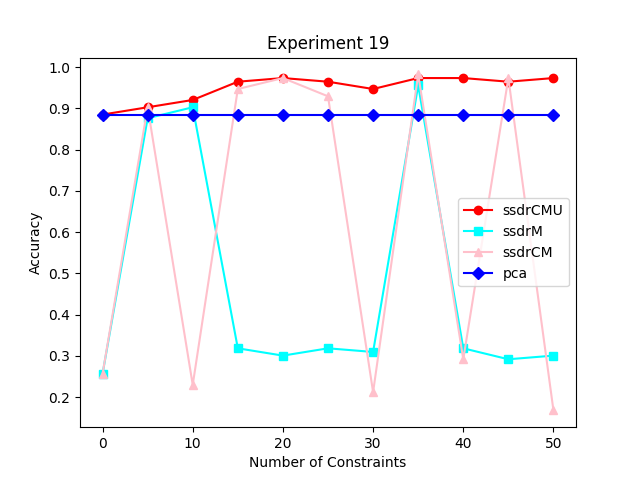 Experiment 19
1.0
0.9
0.8
0.7
0.6
0.5
0.4
0.3
0.2
Accuracy
ssdrCMU
ssdrM
ssdrCM
pca
0 10 20 30 40 50
Number of Constraints